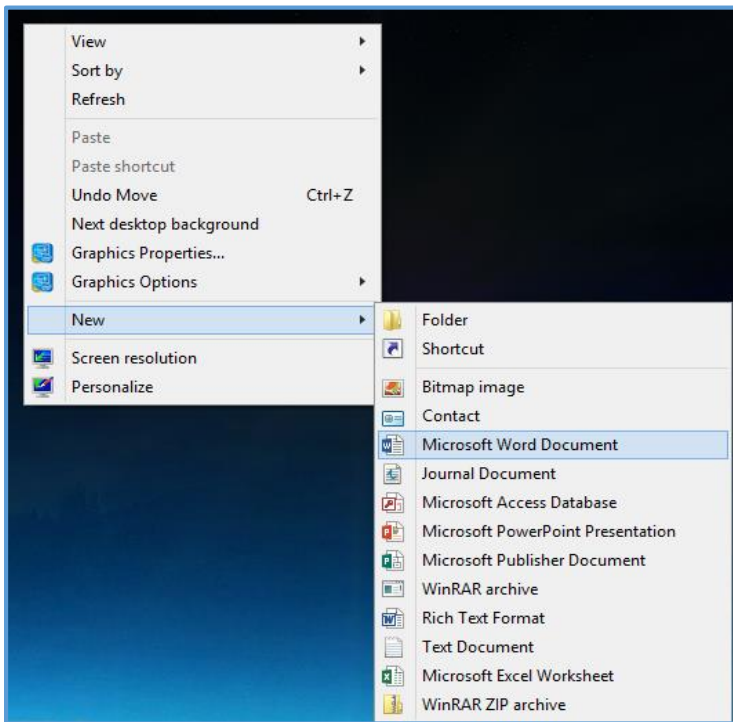 View
Sort by
Refresh
Paste
Paste shortcut
Undo Move Ctrl+Z
Next desktop background
Graphics Properties...
Graphics Options
New
Screen resolution
Personalize
Folder
Shortcut
Bitmap image
Contact
Microsoft Word Document
Journal Document
Microsoft Access Database
Microsoft PowerPoint Presentation
Microsoft Publisher Document
WinRAR archive
Rich Text Format
Text Document
Microsoft Excel Worksheet
WinRAR ZIP archive